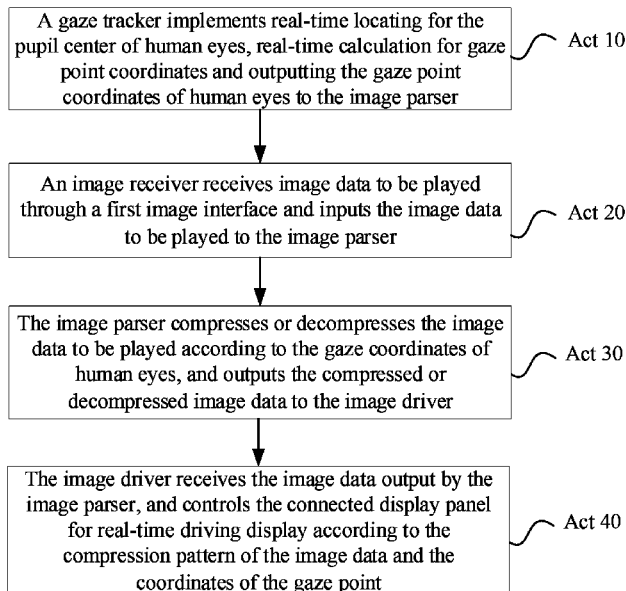 A gaze tracker implements real-time locating for the
pupil center of human eyes, real-time calculation for gaze
point coordinates and outputting the gaze point
coordinates of human eyes to the image parser
Act 10
An image receiver receives image data to be played
through a first image interface and inputs the image data
to be played to the image parser
Act 20
The image parser compresses or decompresses the image
data to be played according to the gaze coordinates of
human eyes, and outputs the compressed or
decompressed image data to the image driver
Act 30
The image driver receives the image data output by the
image parser, and controls the connected display panel
for real-time driving display according to the
compression pattern of the image data and the
coordinates of the gaze point
Act 40